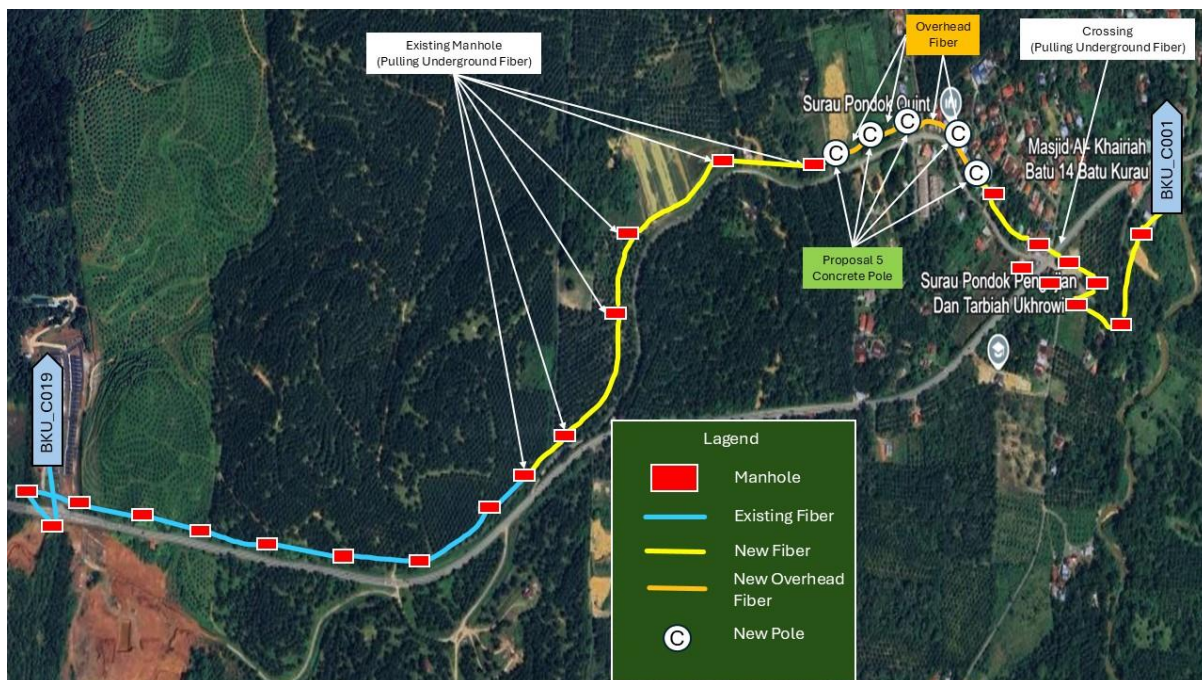 Existing Manhole
(Pulling Underground Fiber)
Overhead
Fiber
Crossing
(Pulling Underground Fiber)
Surau Pondok Quint
C
C
C
C
C
Masjid Al- Khairiah
Batu 14 Batu Kurau
BKU_C001
Proposal 5
Concrete Pole
Surau Pondok Pengajian
Dan Tarbiah Ukhrowi
BKU_C019
Lagend
Manhole
Existing Fiber
New Fiber
New Overhead
Fiber
C
New Pole